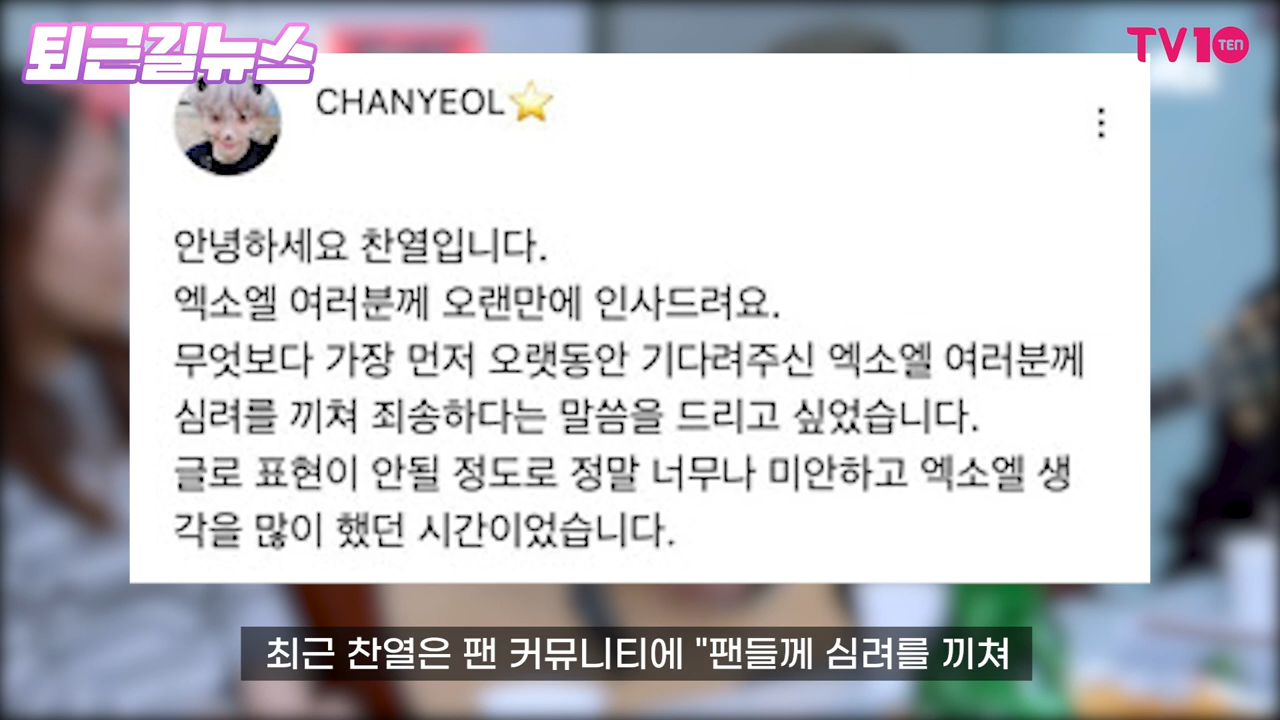 퇴근길뉴스
TV10
TEN
CHANYEOL⭐
안녕하세요 찬열입니다.
엑소엘 여러분께 오랜만에 인사드려요.
무엇보다 가장 먼저 오랫동안 기다려주신 엑소엘 여러분께
심려를 끼쳐 죄송하다는 말씀을 드리고 싶었습니다.
글로 표현이 안될 정도로 정말 너무나 미안하고 엑소엘 생
각을 많이 했던 시간이었습니다.
최근 찬열은 팬 커뮤니티에 "팬들께 심려를 끼쳐